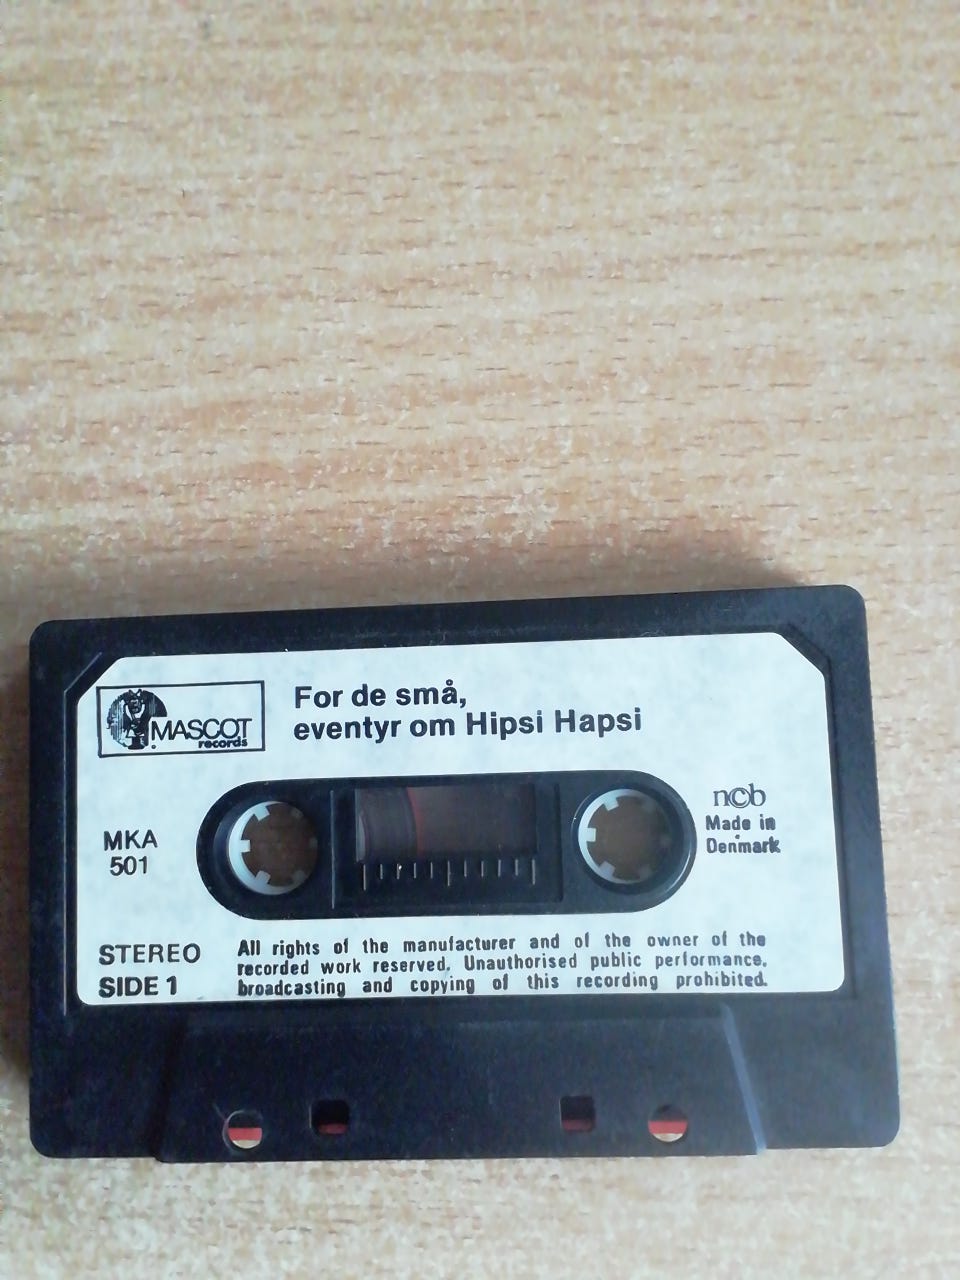 MASCOT
records
For de små,
eventyr om Hipsi Hapsi
MKA
501
ncb
Made in
Denmark
STEREO
SIDE 1
All rights of the manufacturer and of the owner of the
recorded work reserved. Unauthorised public performance,
broadcasting and copying of this recording prohibited.